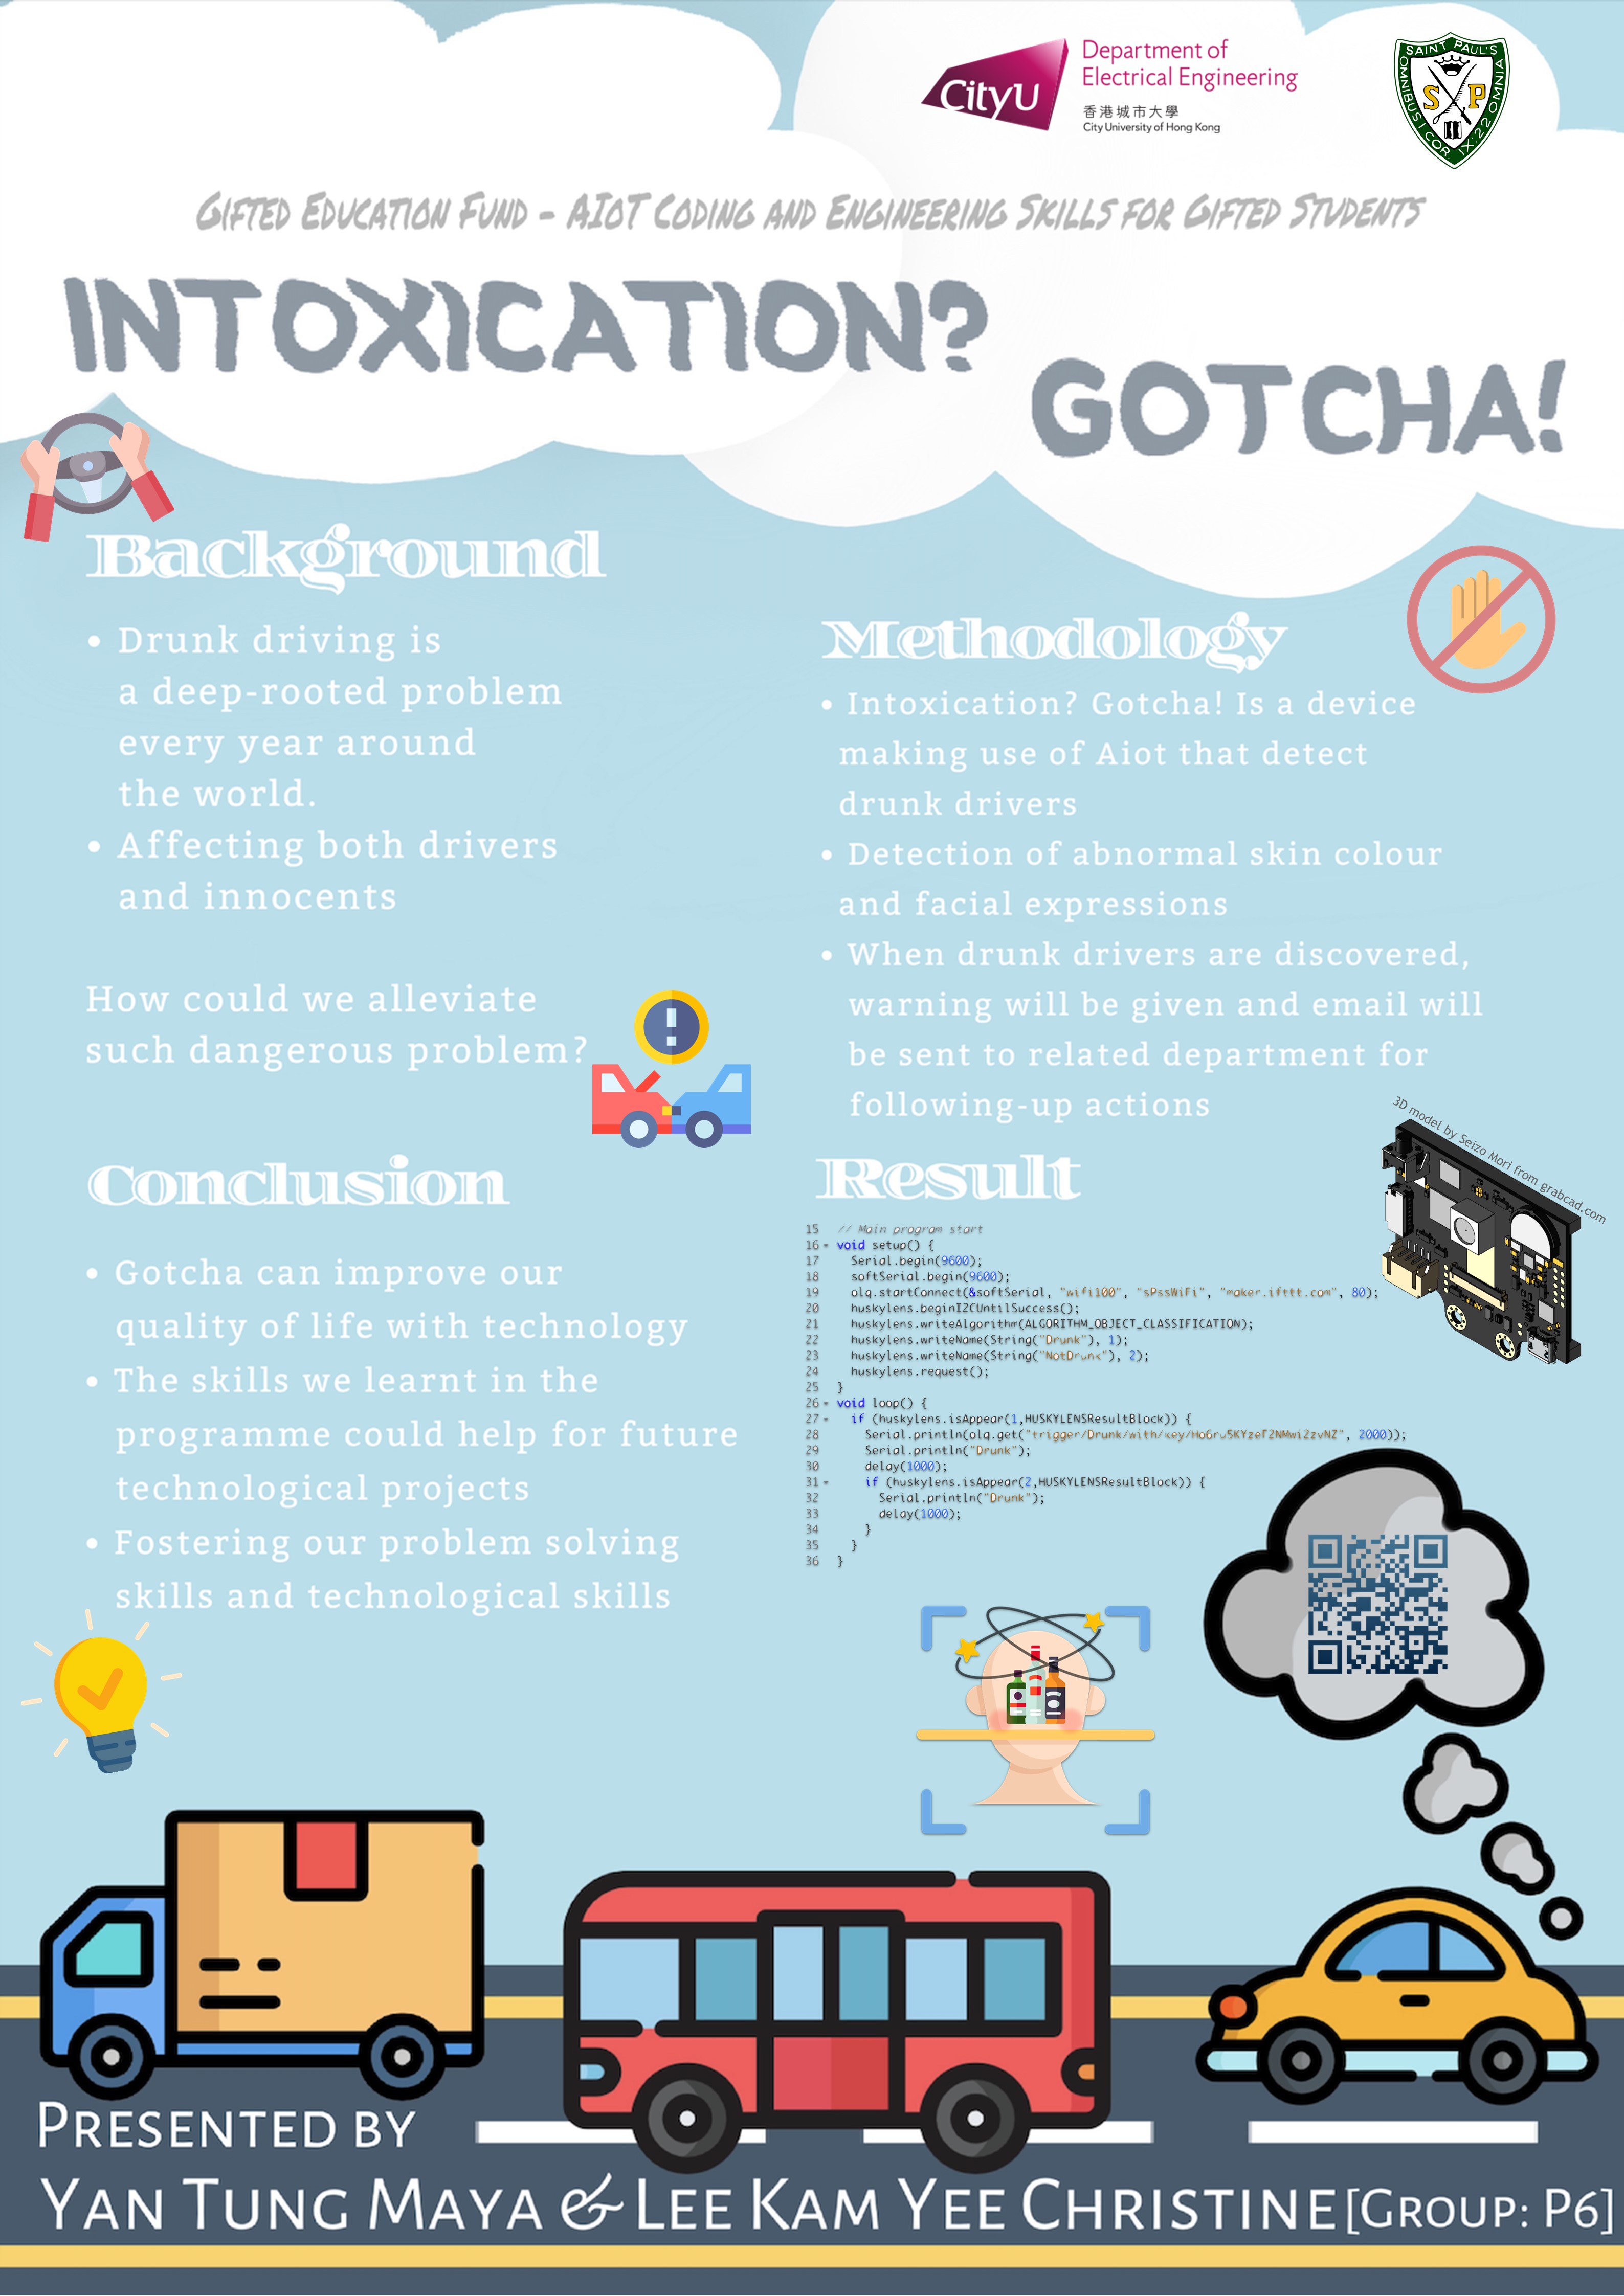 CityU
Department of
Electrical Engineering
香港城市大學
City University of Hong Kong
SAINT PAUL'S
OMNIBUS I COR. IX:22 OMNIA
S P
Gifted Education Fund - AIoT Coding and Engineering Skills for Gifted Students
INTOXICATION?
GOTCHA!
Background
• Drunk driving is
a deep-rooted problem
every year around
the world.
• Affecting both drivers
and innocents
How could we alleviate
such dangerous problem?
Methodology
• Intoxication? Gotcha! Is a device
making use of Aiot that detect
drunk drivers
• Detection of abnormal skin colour
and facial expressions
• When drunk drivers are discovered,
warning will be given and email will
be sent to related department for
following-up actions
Conclusion
• Gotcha can improve our
quality of life with technology
• The skills we learnt in the
programme could help for future
technological projects
• Fostering our problem solving
skills and technological skills
Result
3D model by Seizo Mori from grabcad.com
15 // Main program start
16 void setup() {
17 Serial.begin(9600);
18 softSerial.begin(9600);
19 olq.startConnect(&softSerial, "wifi100", "sPssWiFi", "maker.ifttt.com", 80);
20 huskylens.beginI2CUntilSuccess();
21 huskylens.writeAlgorithm(ALGORITHM_OBJECT_CLASSIFICATION);
22 huskylens.writeName(String("Drunk"), 1);
23 huskylens.writeName(String("NotDrunk"), 2);
24 huskylens.request();
25 }
26 void loop() {
27 if (huskylens.isAppear(1,HUSKYLENSResultBlock)) {
28 Serial.println(olq.get("trigger/Drunk/with/key/", 2000));
29 Serial.println("Drunk");
30 delay(1000);
31 if (huskylens.isAppear(2,HUSKYLENSResultBlock)) {
32 Serial.println("Drunk");
33 delay(1000);
34 }
35 }
36 }
Presented by
Yan Tung Maya & Lee Kam Yee Christine [Group: P6]